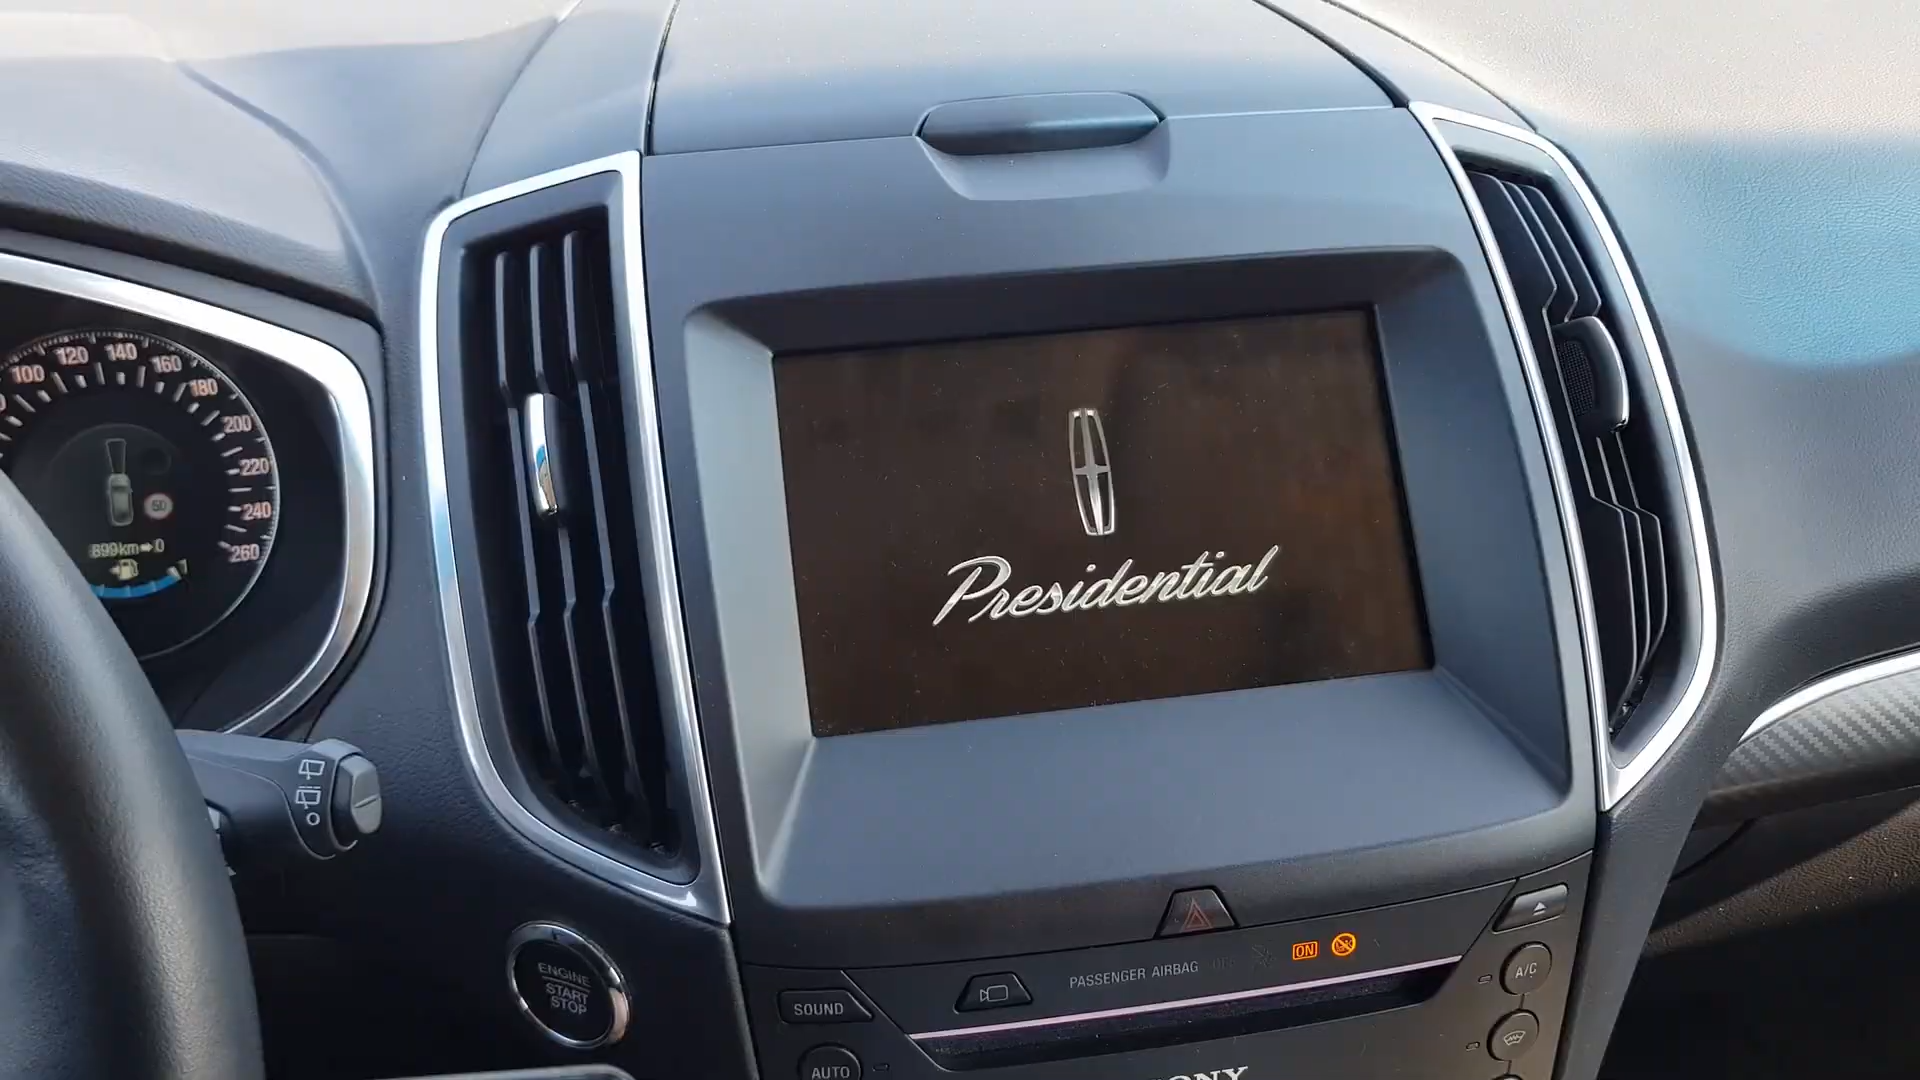 100
120
140
160
180
200
220
240
260
50
899km→0
Presidential
ENGINE
START
STOP
SOUND
PASSENGER AIRBAG OFF
ON
A/C
AUTO